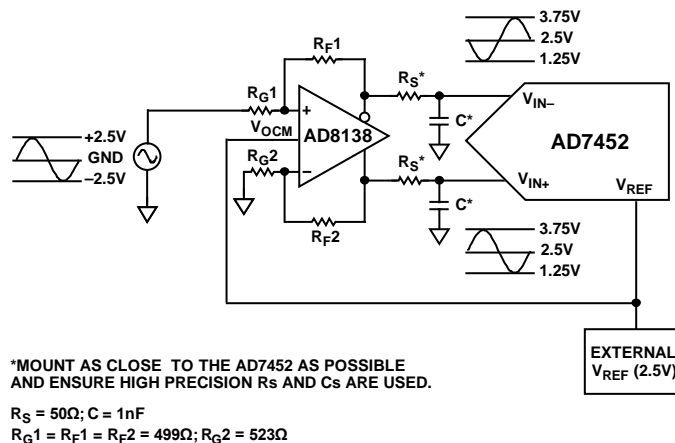 3.75V
2.5V
1.25V
RF1
RG1
RS*
+
VIN–
VOCM
AD8138
C*
AD7452
+2.5V
GND
–2.5V
RG2
–
RS*
VIN+
VREF
C*
RF2
3.75V
2.5V
1.25V
EXTERNAL
VREF (2.5V)
*MOUNT AS CLOSE TO THE AD7452 AS POSSIBLE
AND ENSURE HIGH PRECISION Rs AND Cs ARE USED.
RS = 50Ω; C = 1nF
RG1 = RF1 = RF2 = 499Ω; RG2 = 523Ω